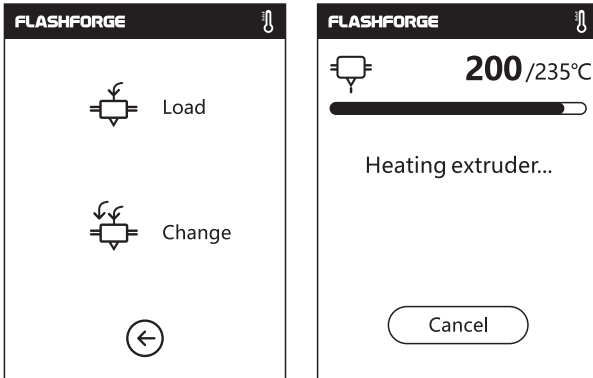 FLASHFORGE
Load
Change
FLASHFORGE
200/235℃
Heating extruder...
Cancel